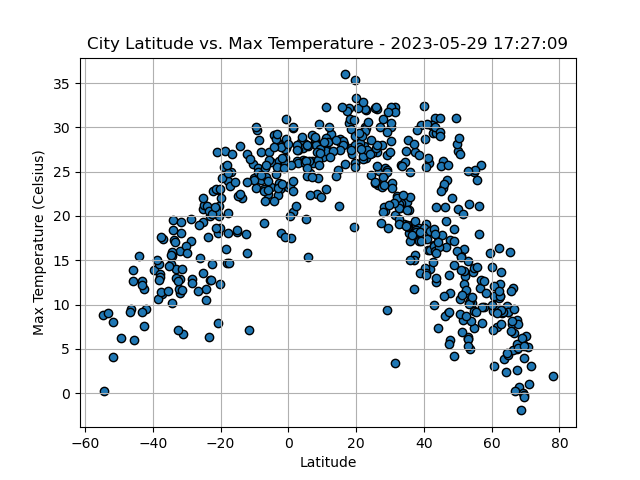 City Latitude vs. Max Temperature - 2023-05-29 17:27:09
35
30
25
20
15
10
5
0
Max Temperature (Celsius)
−60 −40 −20 0 20 40 60 80
Latitude